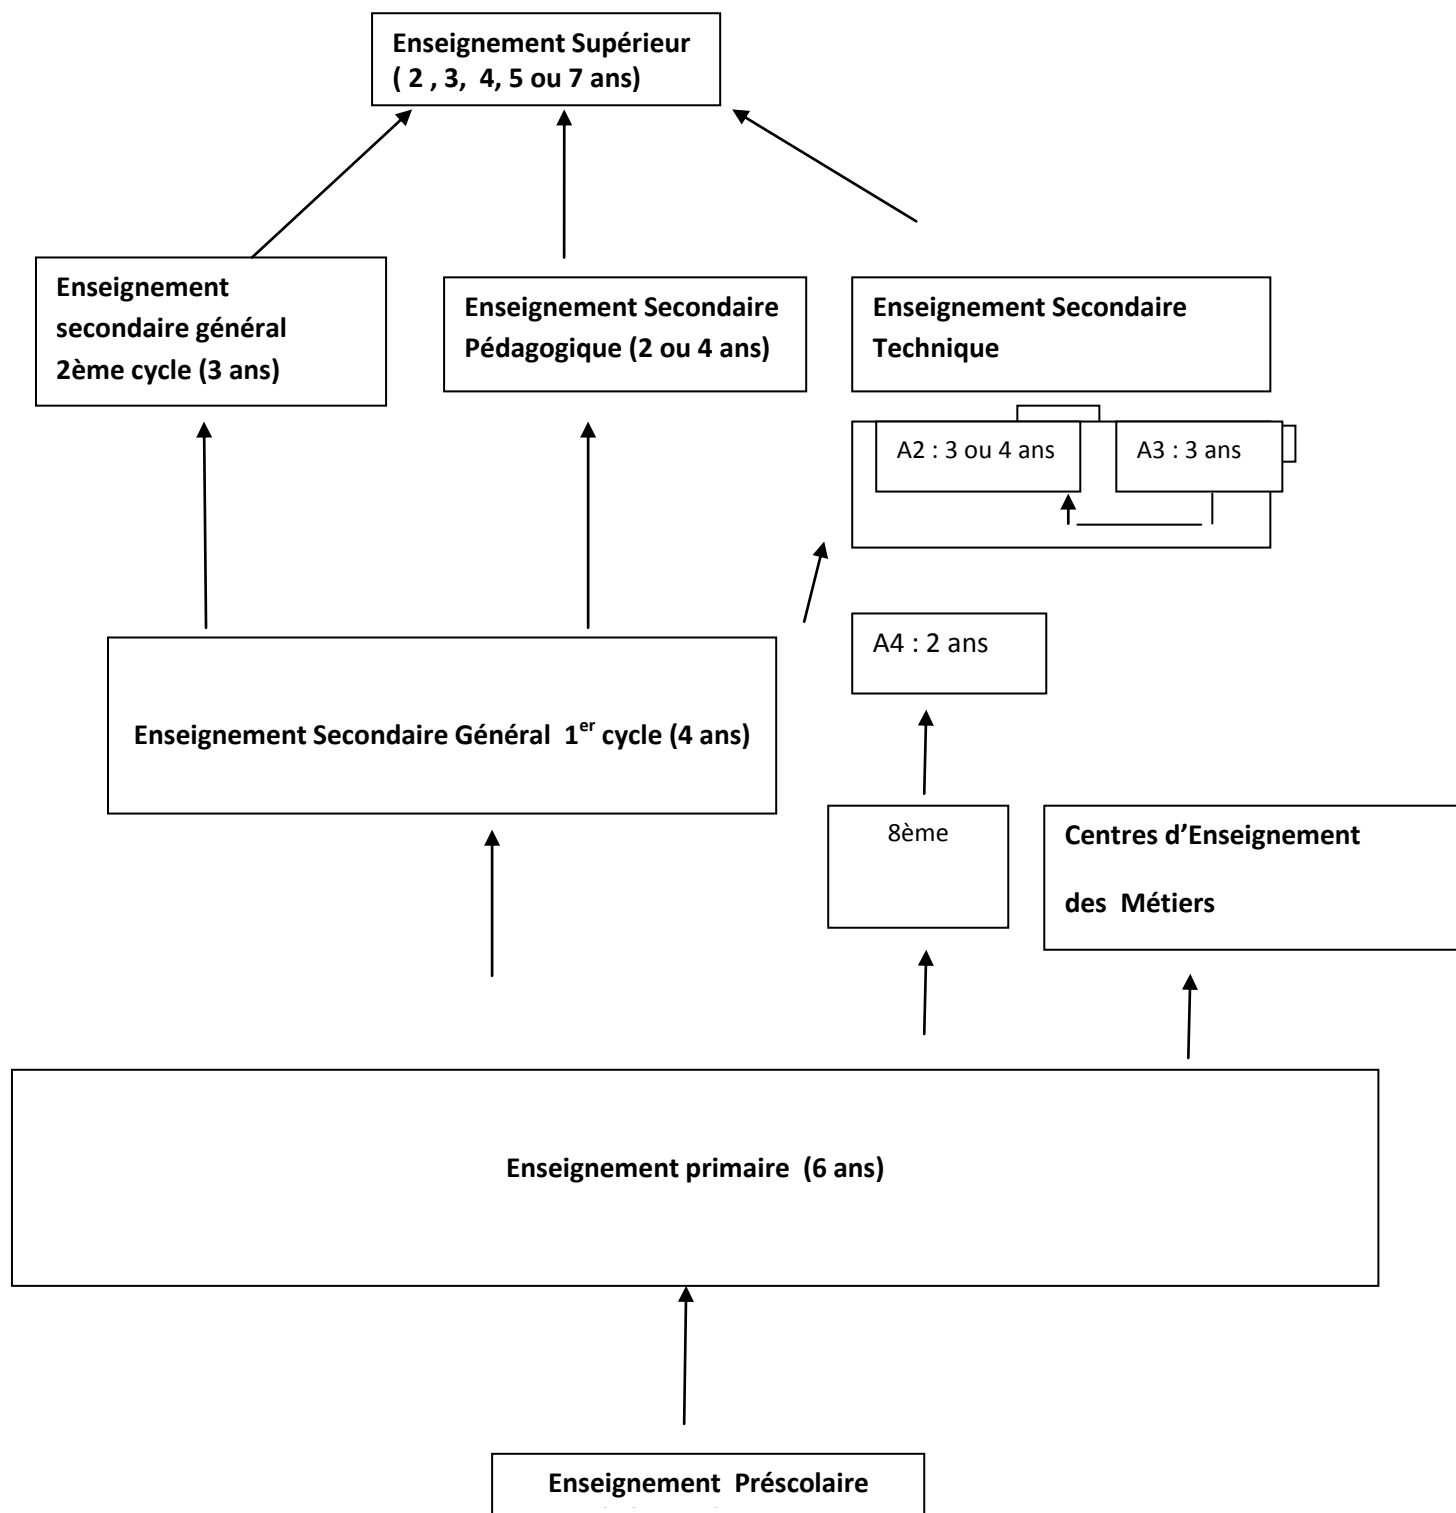 Enseignement Supérieur
( 2 , 3, 4, 5 ou 7 ans)
Enseignement
secondaire général
2ème cycle (3 ans)
Enseignement Secondaire
Pédagogique (2 ou 4 ans)
Enseignement Secondaire
Technique
A2 : 3 ou 4 ans
A3 : 3 ans
A4 : 2 ans
Enseignement Secondaire Général 1er cycle (4 ans)
8ème
Centres d’Enseignement
des Métiers
Enseignement primaire (6 ans)
Enseignement Préscolaire